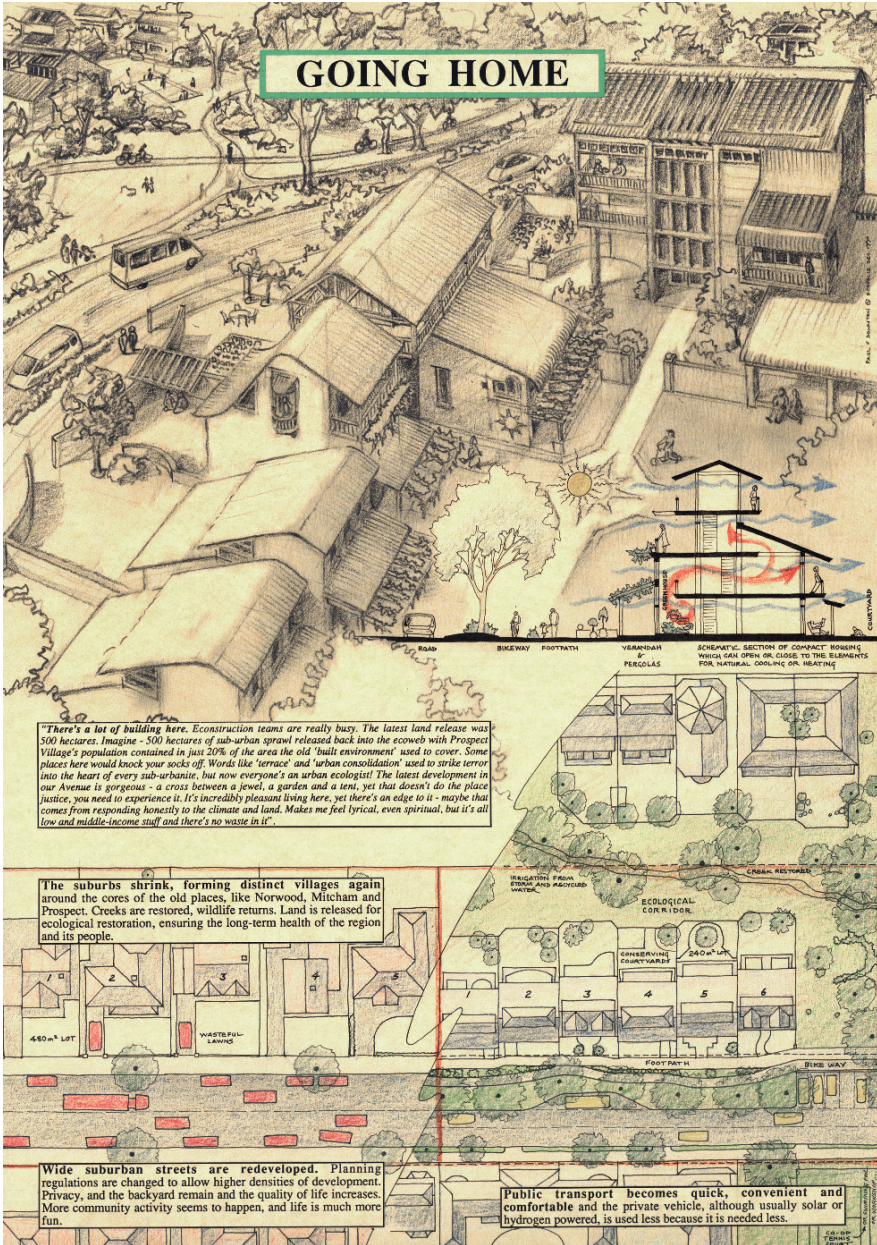 GOING HOME
PAUL F DOWNTON ©
ROAD
BIKEWAY
FOOTPATH
VERANDAH
&
PERGOLAS
GREENHOUSE
COURTYARD
SCHEMATIC SECTION OF COMPACT HOUSING
WHICH CAN OPEN OR CLOSE TO THE ELEMENTS
FOR NATURAL COOLING OR HEATING
"There's a lot of building here. Econstruction teams are really busy. The latest land release was
500 hectares. Imagine - 500 hectares of sub-urban sprawl released back into the ecoweb with Prospect
Village's population contained in just 20% of the area the old 'built environment' used to cover. Some
places here would knock your socks off. Words like 'terrace' and 'urban consolidation' used to strike terror
into the heart of every sub-urbanite, but now everyone's an urban ecologist! The latest development in
our Avenue is gorgeous - a cross between a jewel, a garden and a tent, yet that doesn't do the place
justice, you need to experience it. It's incredibly pleasant living here, yet there's an edge to it - maybe that
comes from responding honestly to the climate and land. Makes me feel lyrical, even spiritual, but it's all
low and middle-income stuff and there's no waste in it".
IRRIGATION FROM
STORM AND RECYCLED
WATER
CREEK RESTORED
ECOLOGICAL
CORRIDOR
The suburbs shrink, forming distinct villages again
around the cores of the old places, like Norwood, Mitcham and
Prospect. Creeks are restored, wildlife returns. Land is released for
ecological restoration, ensuring the long-term health of the region
and its people.
CONSERVING
COURTYARDS
240m² LOT
1
2
3
4
5
1
2
3
4
5
6
480m² LOT
WASTEFUL
LAWNS
FOOTPATH
BIKE WAY
Wide suburban streets are redeveloped. Planning
regulations are changed to allow higher densities of development.
Privacy, and the backyard remain and the quality of life increases.
More community activity seems to happen, and life is much more
fun.
Public transport becomes quick, convenient and
comfortable and the private vehicle, although usually solar or
hydrogen powered, is used less because it is needed less.
CO-OP
TENNIS
COURT